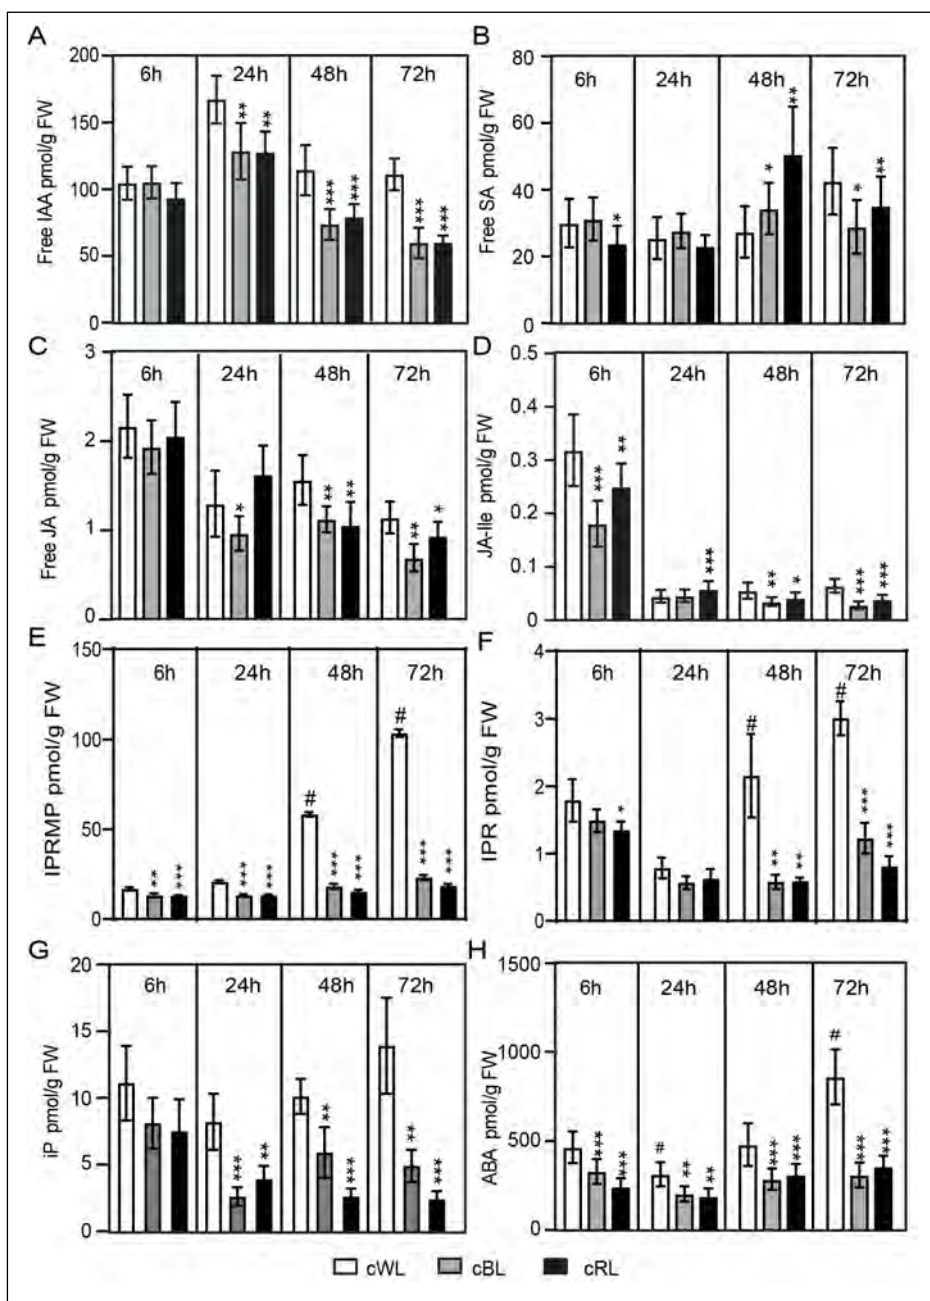 A
Free IAA pmol/g FW
200
150
100
50
0
6h
24h
48h
72h
**
**
***
***
***
***
B
Free SA pmol/g FW
80
60
40
20
0
6h
24h
48h
72h
*
*
***
*
**
C
Free JA pmol/g FW
3
2
1
0
6h
24h
48h
72h
*
**
**
**
*
D
JA-Ile pmol/g FW
0.5
0.4
0.3
0.2
0.1
0
6h
24h
48h
72h
***
**
***
**
*
***
***
E
IPRMP pmol/g FW
150
100
50
0
6h
24h
48h
72h
**
***
***
***
#
***
***
#
***
***
F
IPR pmol/g FW
4
3
2
1
0
6h
24h
48h
72h
*
#
**
**
#
***
***
G
iP pmol/g FW
20
15
10
5
0
6h
24h
48h
72h
***
**
**
***
**
***
H
ABA pmol/g FW
1500
1000
500
0
6h
24h
48h
72h
***
***
#
**
**
***
***
#
***
***
cWL cBL cRL